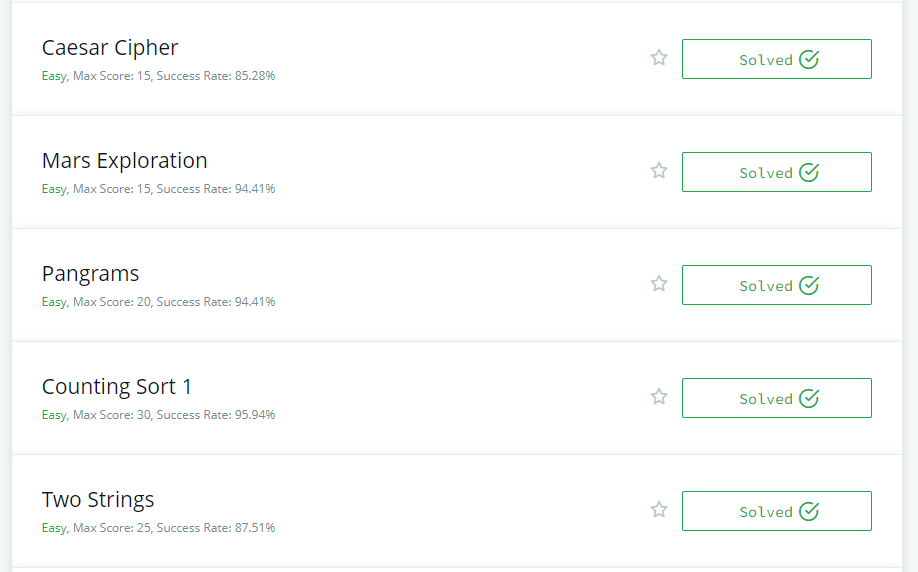 Caesar Cipher
Easy, Max Score: 15, Success Rate: 85.28%
Solved
Mars Exploration
Easy, Max Score: 15, Success Rate: 94.41%
Solved
Pangrams
Easy, Max Score: 20, Success Rate: 94.41%
Solved
Counting Sort 1
Easy, Max Score: 30, Success Rate: 95.94%
Solved
Two Strings
Easy, Max Score: 25, Success Rate: 87.51%
Solved